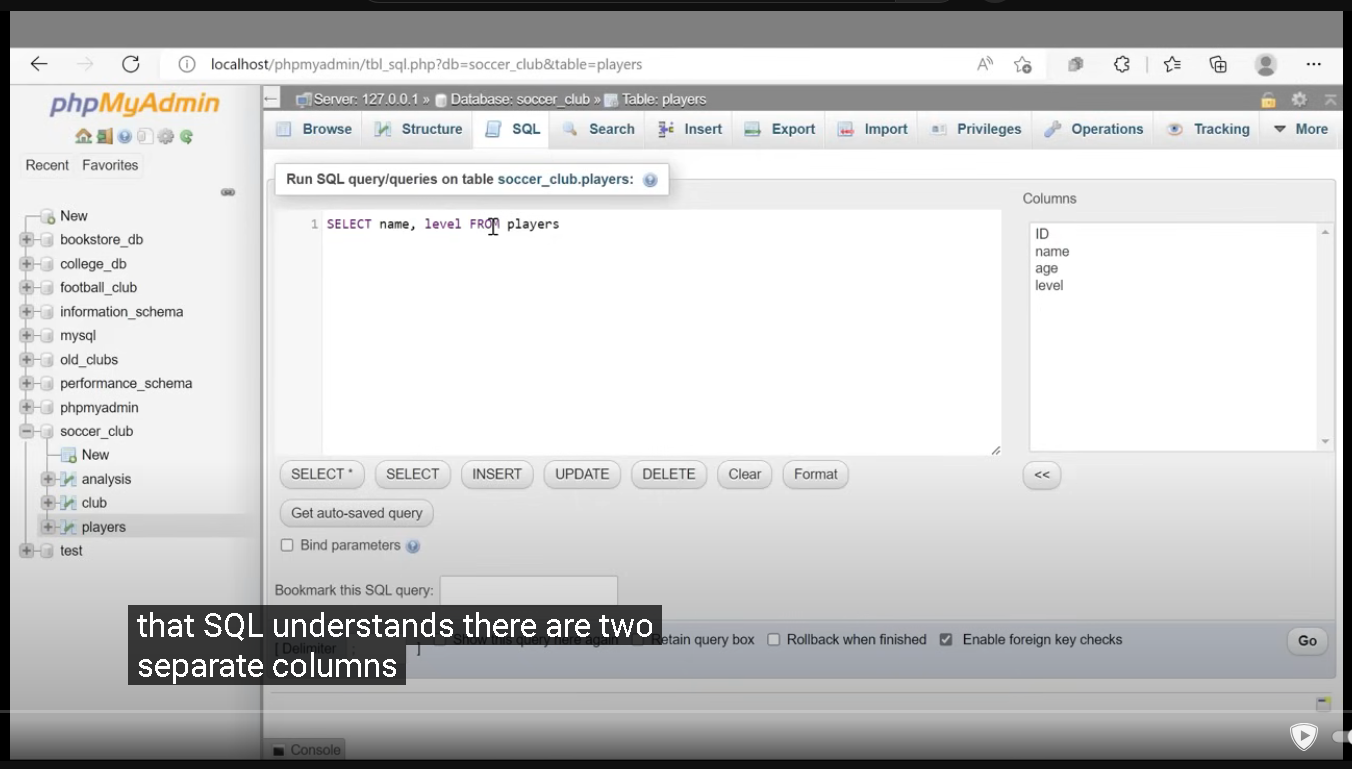 localhost/phpmyadmin/tbl_sql.php?db=soccer_club&table=players
phpMyAdmin
Recent Favorites
New
bookstore_db
college_db
football_club
information_schema
mysql
old_clubs
performance_schema
phpmyadmin
soccer_club
New
analysis
club
players
test
Server: 127.0.0.1 » Database: soccer_club » Table: players
Browse Structure SQL Search Insert Export Import Privileges Operations Tracking More
Run SQL query/queries on table soccer_club.players:
1 SELECT name, level FROM players
Columns
ID
name
age
level
SELECT * SELECT INSERT UPDATE DELETE Clear Format <<
Get auto-saved query
Bind parameters
Bookmark this SQL query:
[ Delimiter ; ] Show this query here again Retain query box Rollback when finished Enable foreign key checks Go
that SQL understands there are two
separate columns
Console